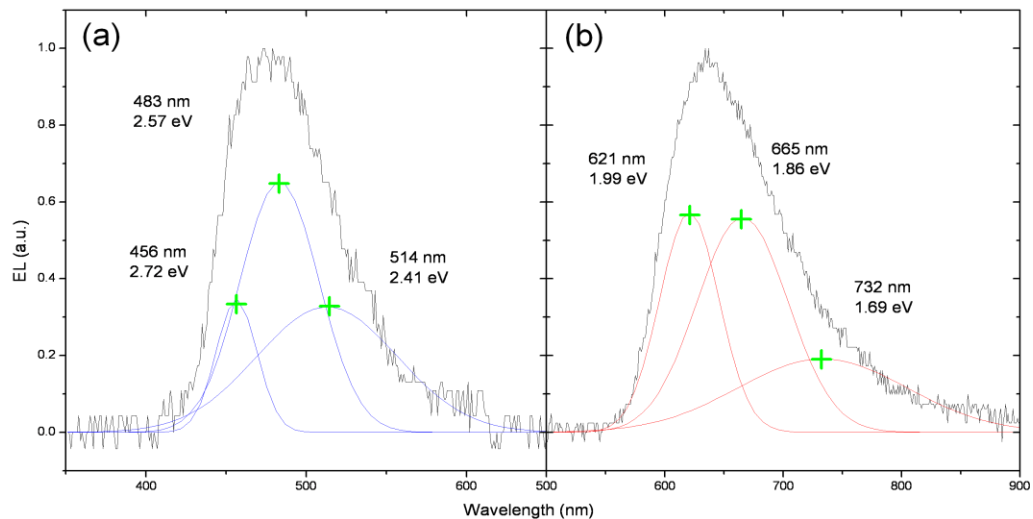 (a)
(b)
1.0
0.8
0.6
0.4
0.2
0.0
EL (a.u.)
483 nm
2.57 eV
456 nm
2.72 eV
514 nm
2.41 eV
621 nm
1.99 eV
665 nm
1.86 eV
732 nm
1.69 eV
400
500
600
500
600
700
800
900
Wavelength (nm)